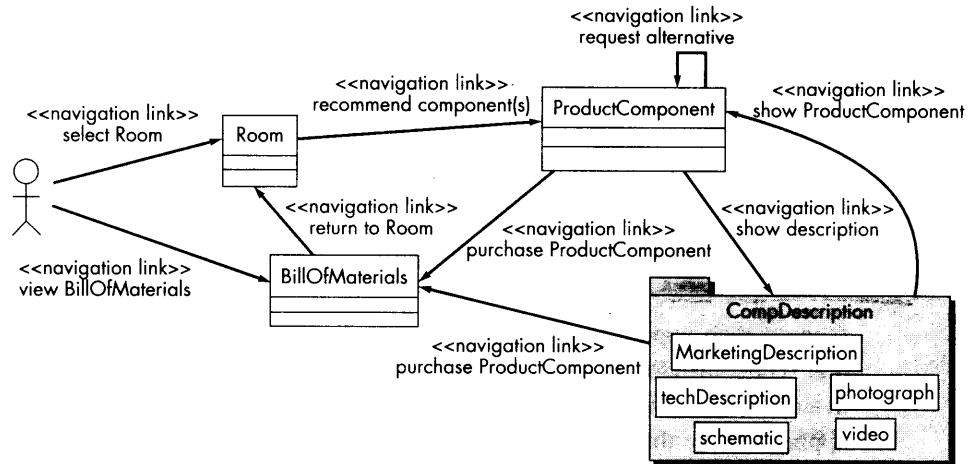 <<navigation link>>
request alternative
<<navigation link>>
recommend component(s)
ProductComponent
<<navigation link>>
show ProductComponent
<<navigation link>>
select Room
Room
<<navigation link>>
return to Room
<<navigation link>>
purchase ProductComponent
<<navigation link>>
show description
<<navigation link>>
view BillOfMaterials
BillOfMaterials
<<navigation link>>
purchase ProductComponent
CompDescription
MarketingDescription
techDescription
photograph
schematic
video